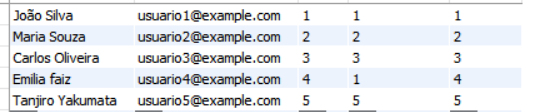 João Silva usuario1@example.com 1 1 1
Maria Souza usuario2@example.com 2 2 2
Carlos Oliveira usuario3@example.com 3 3 3
Emilia faiz usuario4@example.com 4 1 4
Tanjiro Yakumata usuario5@example.com 5 5 5